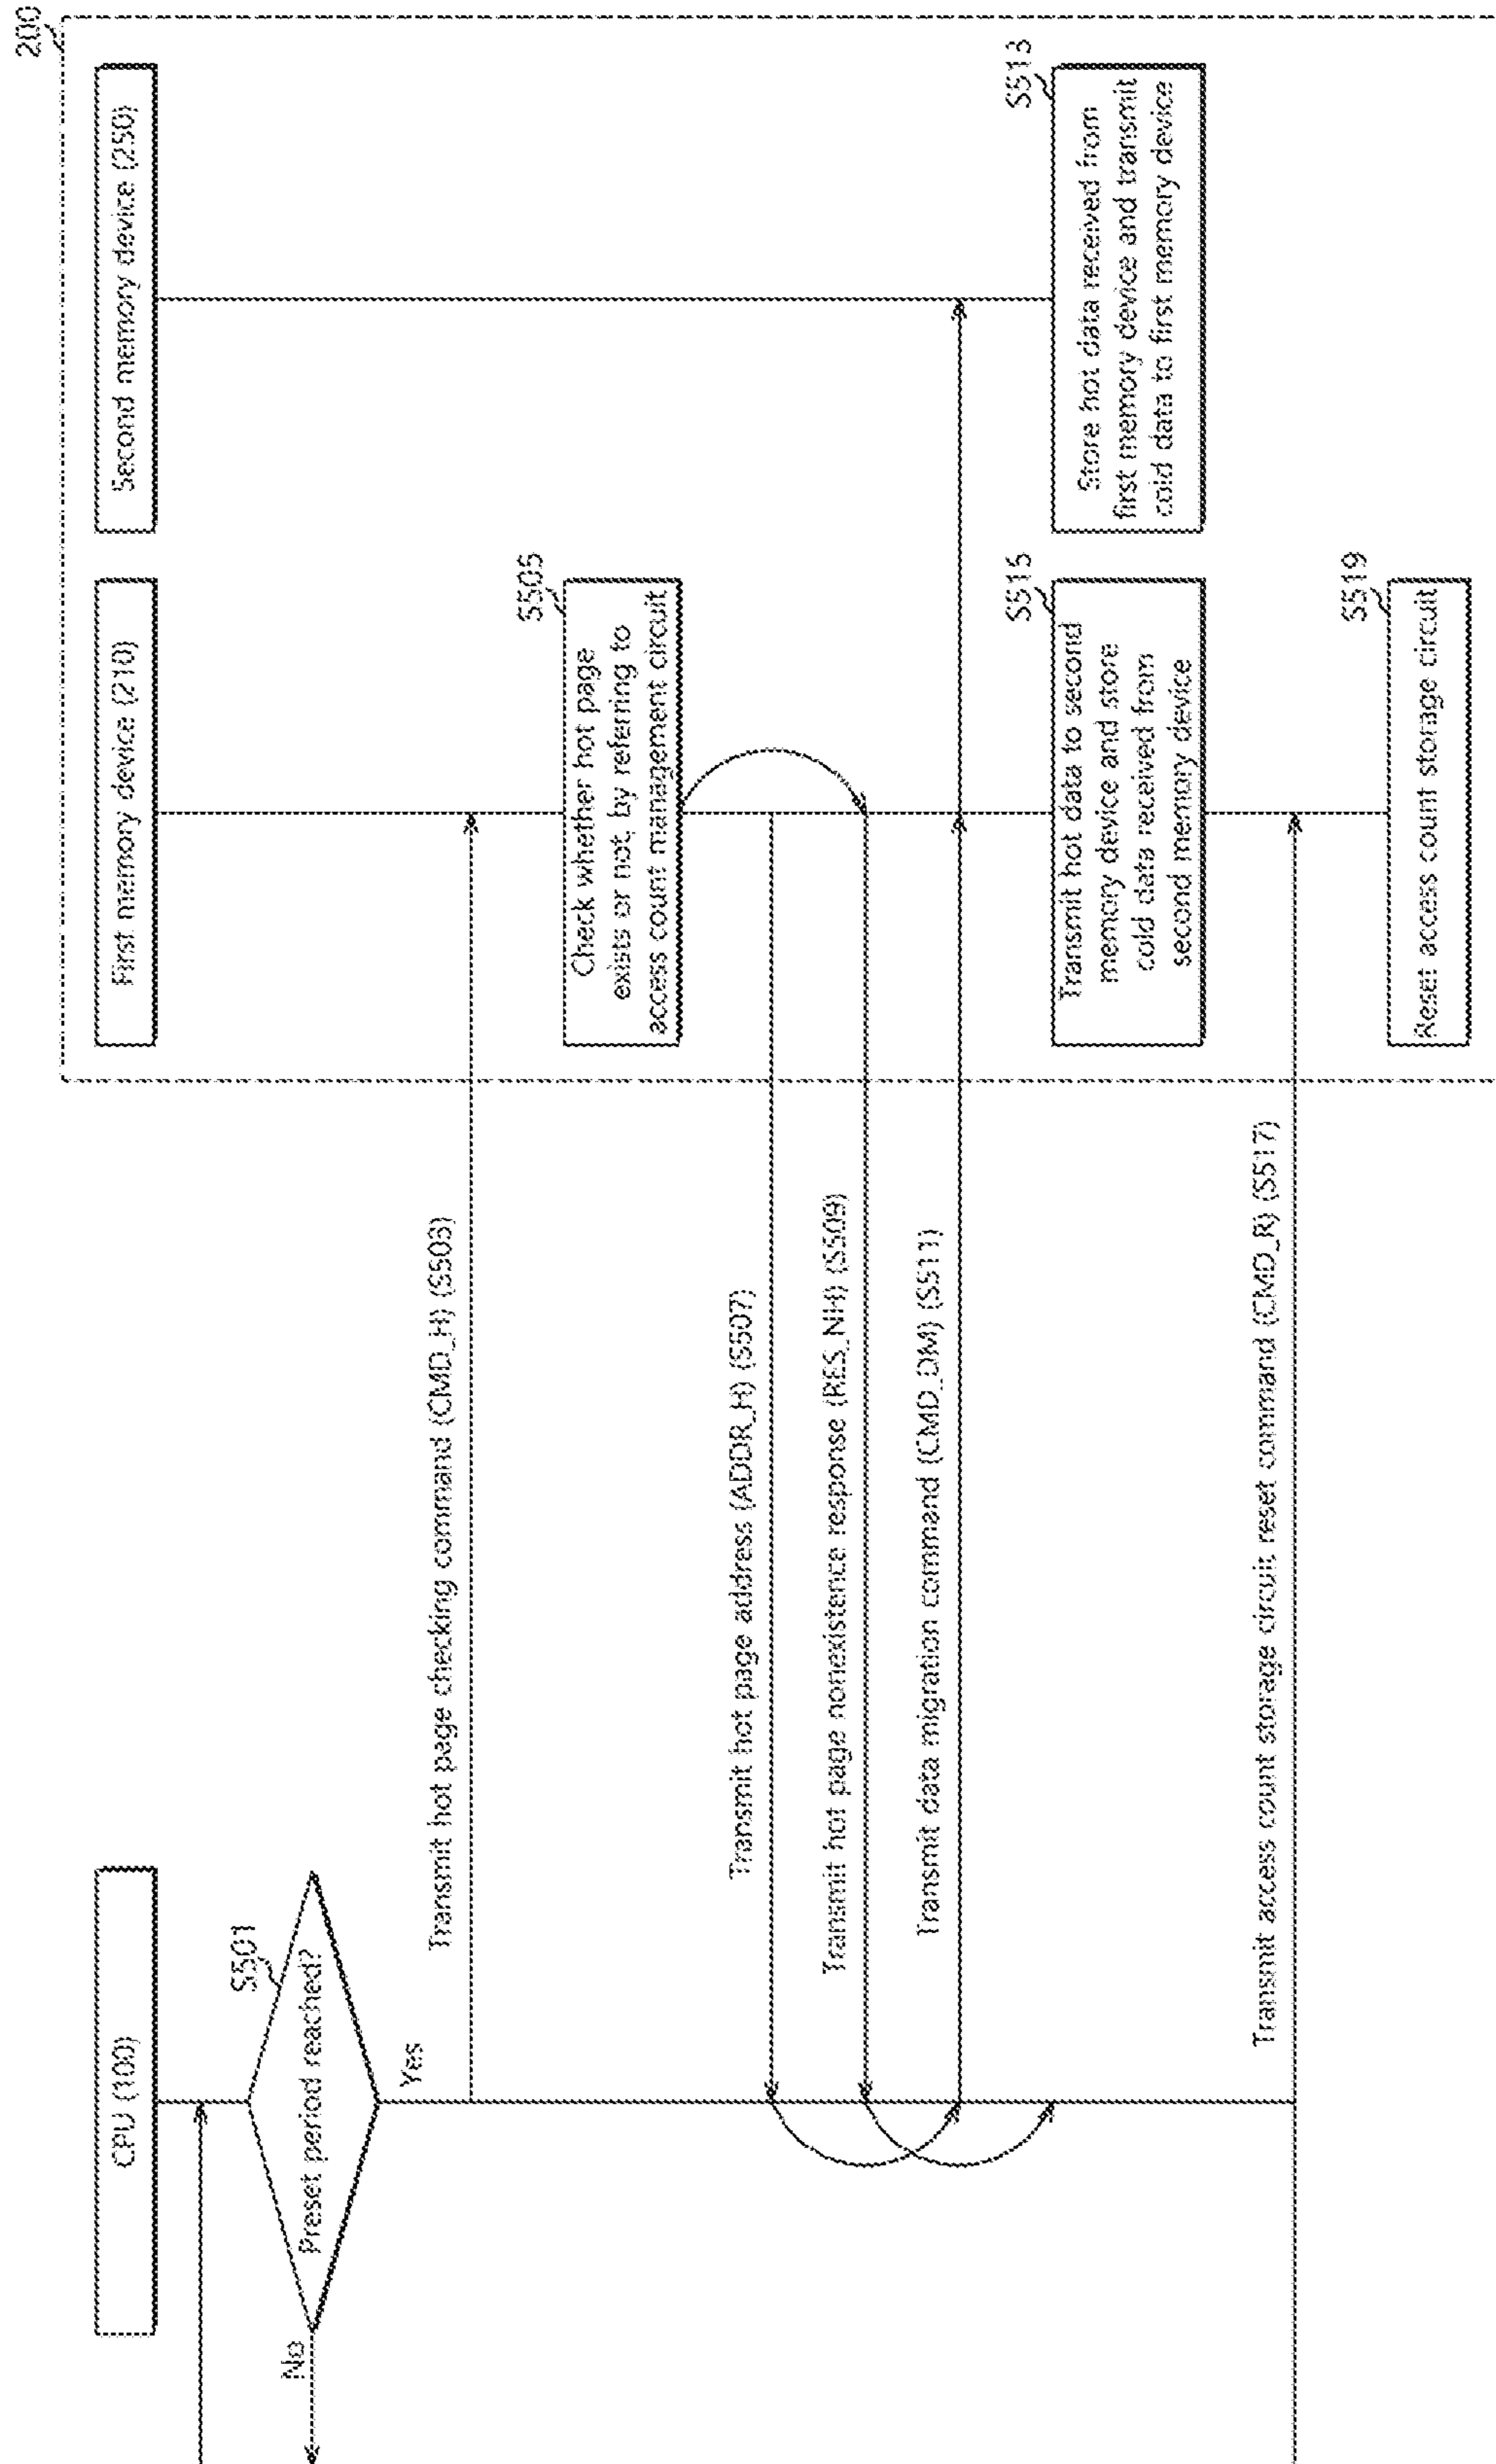 200
CPU (100)
First memory device (210)
Second memory device (250)
S501
Preset period reached?
No
Yes
Transmit hot page checking command (CMD_H) (S503)
S505
Check whether hot page
exists or not, by referring to
access count management circuit
Transmit hot page address (ADDR_H) (S507)
Transmit hot page nonexistence response (RES_NH) (S509)
Transmit data migration command (CMD_DM) (S511)
S515
Transmit hot data to second
memory device and store
cold data received from
second memory device
S513
Store hot data received from
first memory device and transmit
cold data to first memory device
Transmit access count storage circuit reset command (CMD_R) (S517)
S519
Reset access count storage circuit